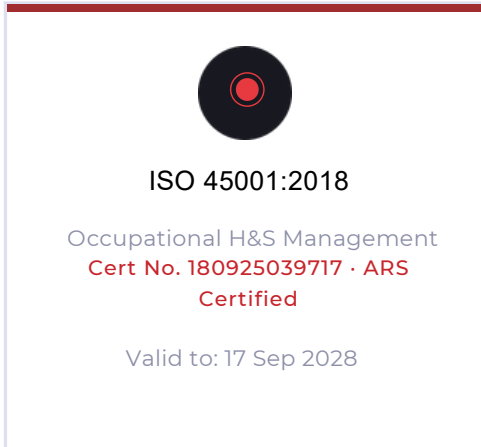 ISO 45001:2018
Occupational H&S Management
Cert No. 180925039717 · ARS
Certified
Valid to: 17 Sep 2028